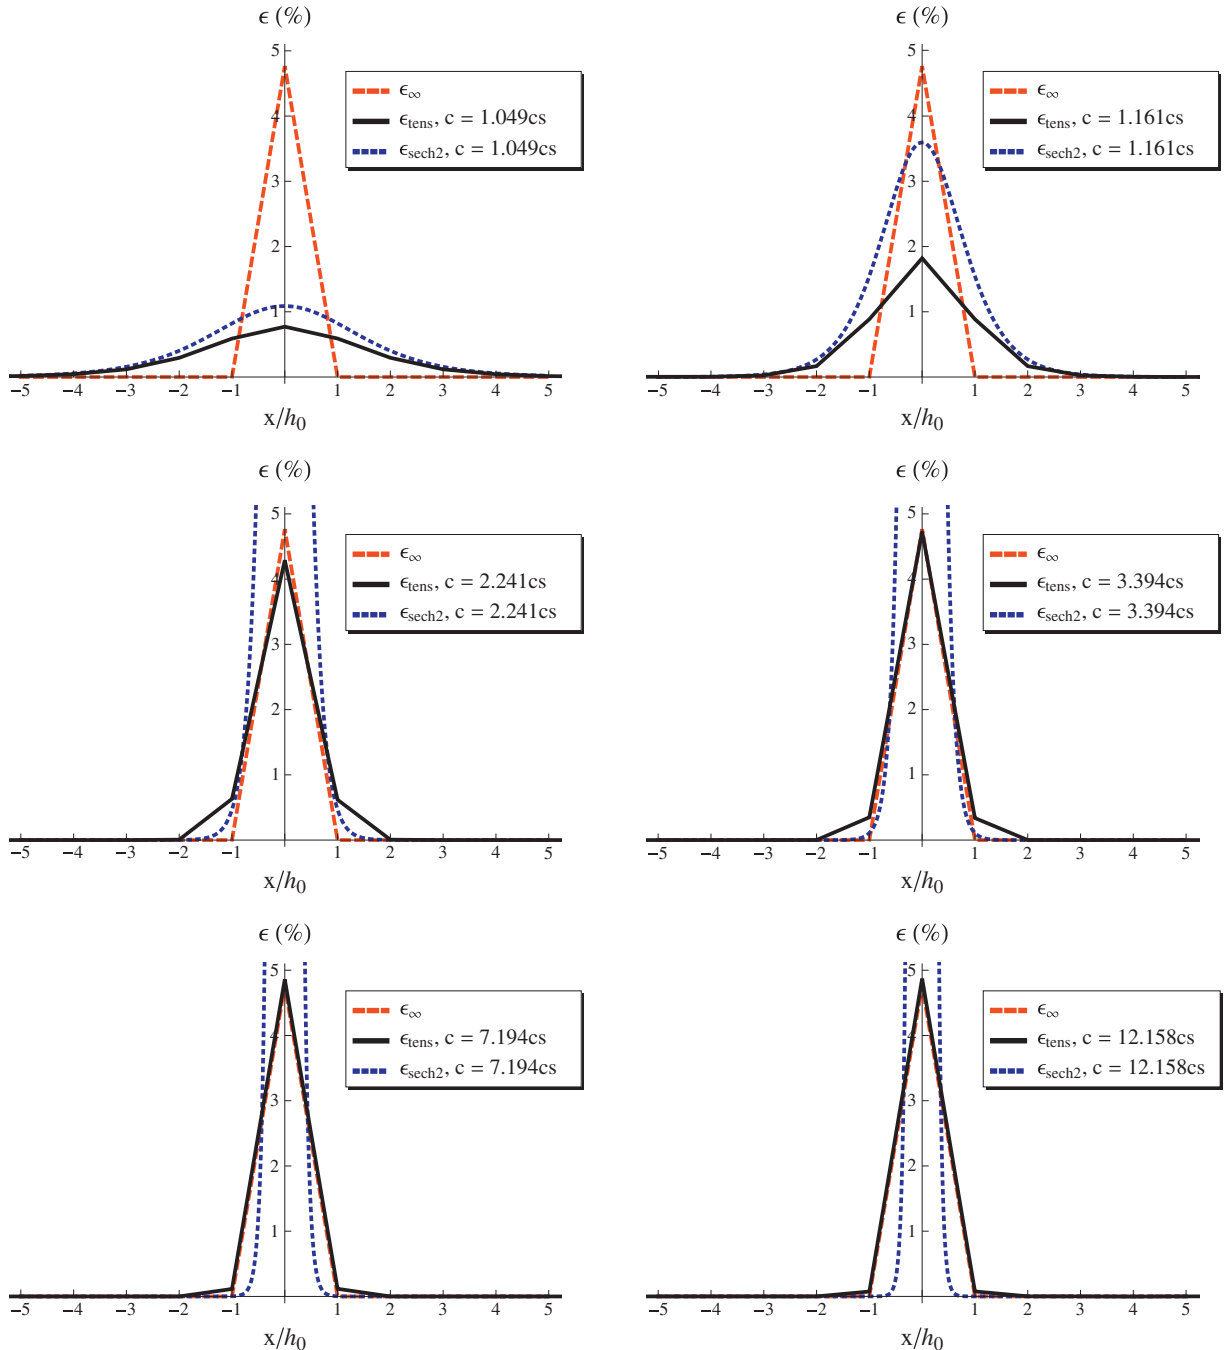 ϵ (%)
5
4
3
2
1
−5 −4 −3 −2 −1 1 2 3 4 5
x/h₀
ϵ∞
ϵtens, c = 1.049cs
ϵsech2, c = 1.049cs
ϵ (%)
5
4
3
2
1
−5 −4 −3 −2 −1 1 2 3 4 5
x/h₀
ϵ∞
ϵtens, c = 1.161cs
ϵsech2, c = 1.161cs
ϵ (%)
5
4
3
2
1
−5 −4 −3 −2 −1 1 2 3 4 5
x/h₀
ϵ∞
ϵtens, c = 2.241cs
ϵsech2, c = 2.241cs
ϵ (%)
5
4
3
2
1
−5 −4 −3 −2 −1 1 2 3 4 5
x/h₀
ϵ∞
ϵtens, c = 3.394cs
ϵsech2, c = 3.394cs
ϵ (%)
5
4
3
2
1
−5 −4 −3 −2 −1 1 2 3 4 5
x/h₀
ϵ∞
ϵtens, c = 7.194cs
ϵsech2, c = 7.194cs
ϵ (%)
5
4
3
2
1
−5 −4 −3 −2 −1 1 2 3 4 5
x/h₀
ϵ∞
ϵtens, c = 12.158cs
ϵsech2, c = 12.158cs